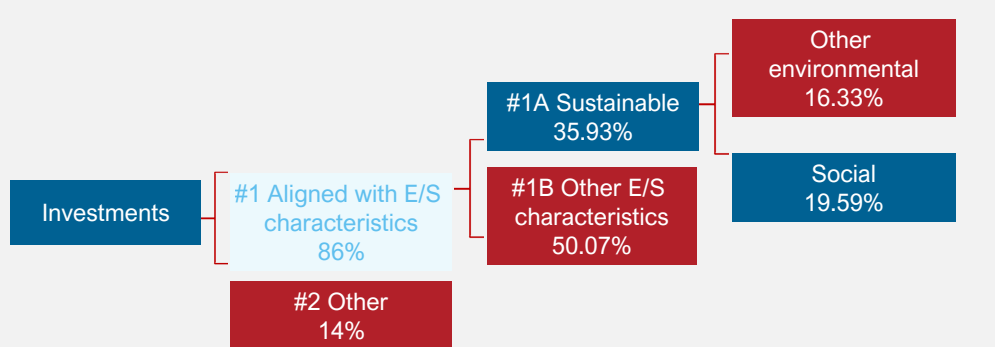 Investments
#1 Aligned with E/S
characteristics
86%
#2 Other
14%
#1A Sustainable
35.93%
#1B Other E/S
characteristics
50.07%
Other
environmental
16.33%
Social
19.59%